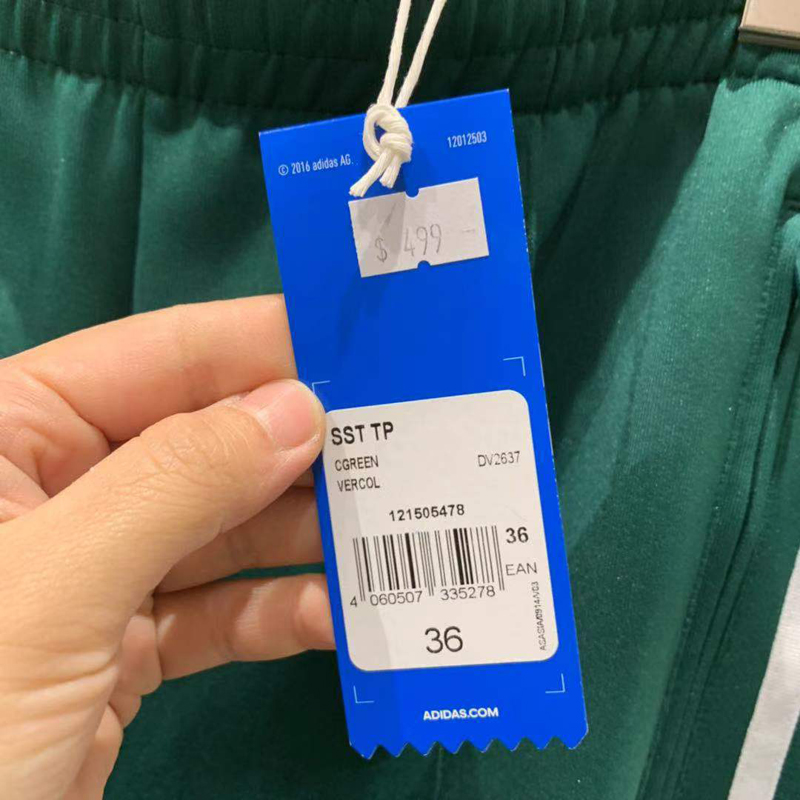 © 2016 adidas AG.
12012503
$ 499 —
SST TP
CGREEN
DV2637
VERCOL
121505478
36
EAN
4 060507 335278
36
ADIDAS.COM